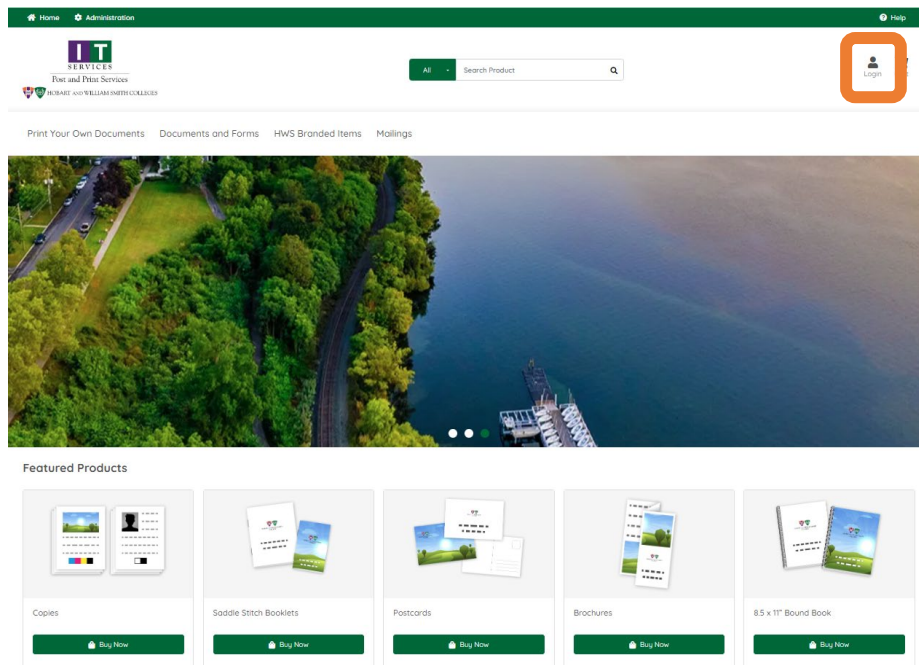 Home Administration Help
IT
SERVICES
Post and Print Services
HOBART AND WILLIAM SMITH COLLEGES
All Search Product
Login
Print Your Own Documents Documents and Forms HWS Branded Items Mailings
Featured Products
Copies Saddle Stitch Booklets Postcards Brochures 8.5 x 11" Bound Book
Buy Now Buy Now Buy Now Buy Now Buy Now